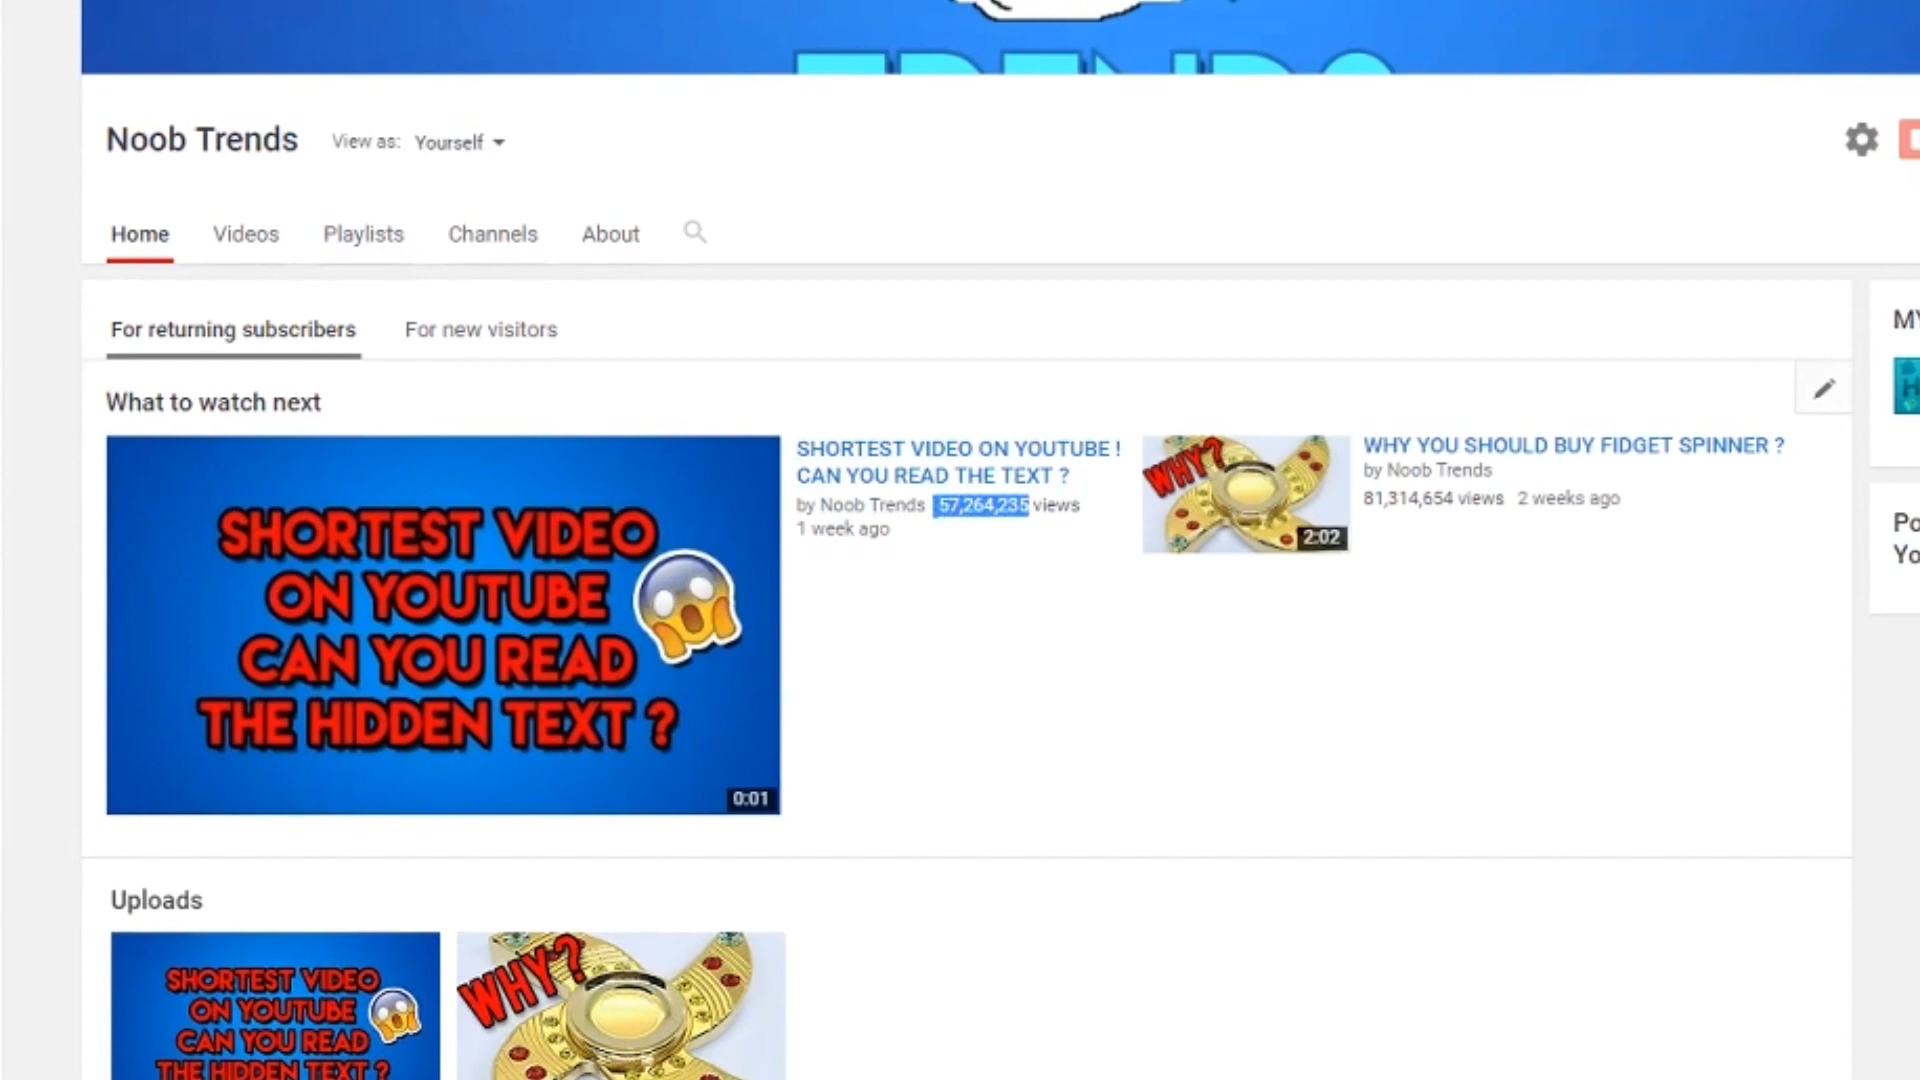 TRENDS
Noob Trends View as: Yourself
Home Videos Playlists Channels About
For returning subscribers For new visitors
What to watch next
SHORTEST VIDEO
ON YOUTUBE
CAN YOU READ
THE HIDDEN TEXT ?
0:01
SHORTEST VIDEO ON YOUTUBE !
CAN YOU READ THE TEXT ?
by Noob Trends 57,264,235 views
1 week ago
WHY?
2:02
WHY YOU SHOULD BUY FIDGET SPINNER ?
by Noob Trends
81,314,654 views 2 weeks ago
MY
Po
Yo
Uploads
SHORTEST VIDEO
ON YOUTUBE
CAN YOU READ
THE HIDDEN TEXT ?
WHY?